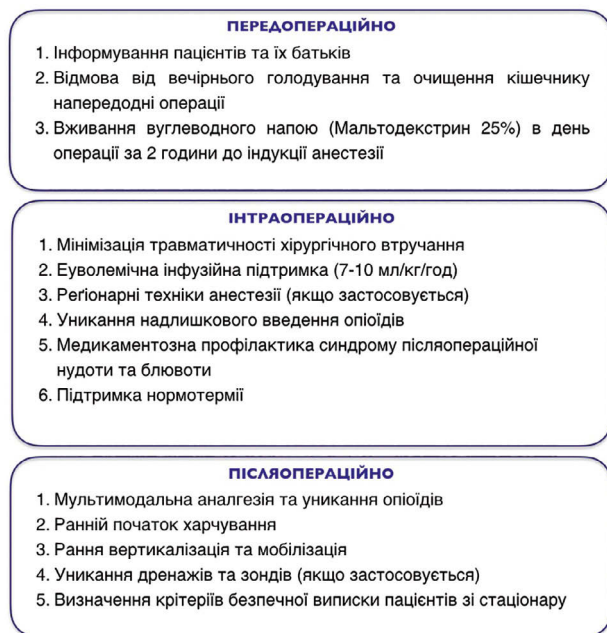 ПЕРЕДОПЕРАЦІЙНО
1. Інформування пацієнтів та їх батьків
2. Відмова від вечірнього голодування та очищення кішечнику
напередодні операції
3. Вживання вуглеводного напою (Мальтодекстрин 25%) в день
операції за 2 години до індукції анестезії
ІНТРАОПЕРАЦІЙНО
1. Мінімізація травматичності хірургічного втручання
2. Еуволемічна інфузійна підтримка (7-10 мл/кг/год)
3. Реґіонарні техніки анестезії (якщо застосовується)
4. Уникання надлишкового введення опіоїдів
5. Медикаментозна профілактика синдрому післяопераційної
нудоти та блювоти
6. Підтримка нормотермії
ПІСЛЯОПЕРАЦІЙНО
1. Мультимодальна аналгезія та уникання опіоїдів
2. Ранній початок харчування
3. Рання вертикалізація та мобілізація
4. Уникання дренажів та зондів (якщо застосовується)
5. Визначення крітеріїв безпечної виписки пацієнтів зі стаціонару